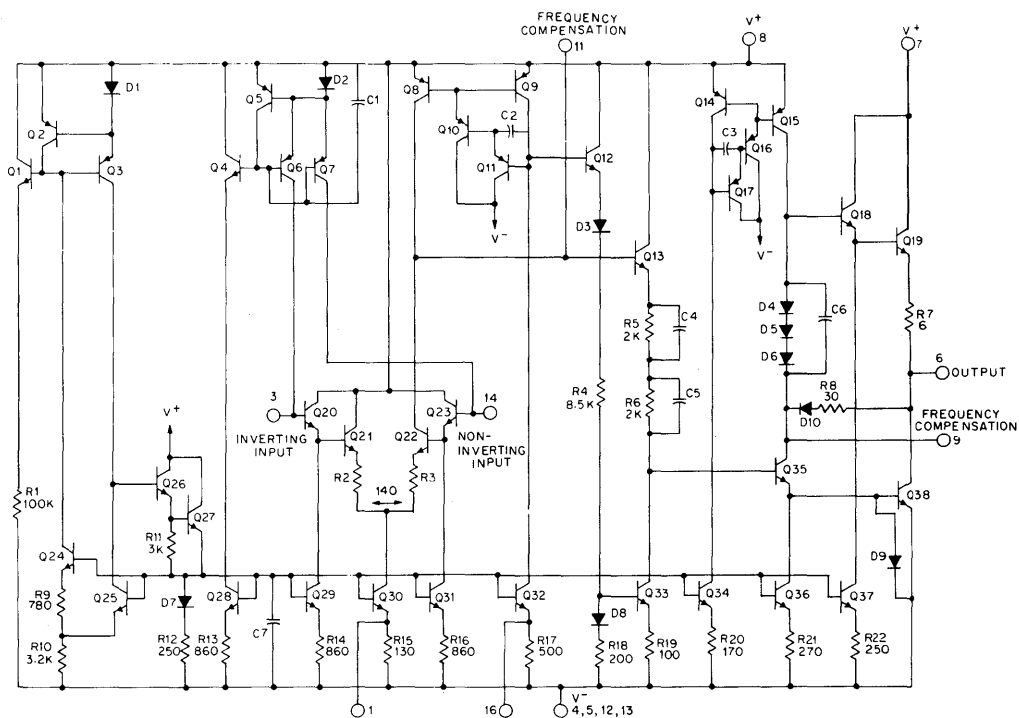 FREQUENCY
COMPENSATION
11
V+
8
V+
7
D1
Q2
Q1
Q3
Q5
D2
C1
Q4
Q6
Q7
Q8
Q9
Q10
C2
Q11
V-
Q12
D3
Q13
Q14
Q15
C3
Q16
Q17
V-
Q18
Q19
R5
2K
C4
D4
D5
D6
C6
R7
6
6
OUTPUT
R4
8.5K
R6
2K
C5
R8
30
D10
FREQUENCY
COMPENSATION
9
3
INVERTING
INPUT
Q20
Q21
Q22
Q23
14
NON-
INVERTING
INPUT
R2
R3
140
V+
R1
100K
Q26
Q27
R11
3K
Q35
Q38
D9
Q24
R9
780
Q25
D7
Q28
C7
Q29
Q30
Q31
Q32
D8
Q33
Q34
Q36
Q37
R10
3.2K
R12
250
R13
860
R14
860
R15
130
R16
860
R17
500
R18
200
R19
100
R20
170
R21
270
R22
250
1
16
V-
4, 5, 12, 13